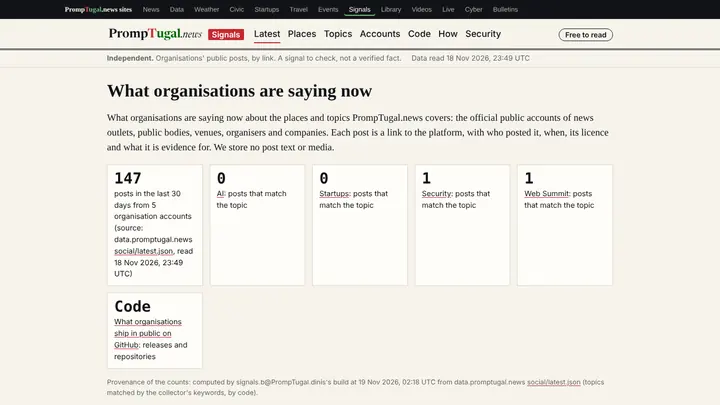 PrompTugal.news sites News Data Weather Civic Startups Travel Events Signals Library Videos Live Cyber Bulletins
PrompTugal.news Signals Latest Places Topics Accounts Code How Security Free to read
Independent. Organisations' public posts, by link. A signal to check, not a verified fact. Data read 18 Nov 2026, 23:49 UTC
What organisations are saying now
What organisations are saying now about the places and topics PrompTugal.news covers: the official public accounts of news
outlets, public bodies, venues, organisers and companies. Each post is a link to the platform, with who posted it, when, its licence
and what it is evidence for. We store no post text or media.
147
posts in the last 30
days from 5
organisation accounts
(source:
data.promptugal.news
social/latest.json, read
18 Nov 2026, 23:49
UTC)
0
AI: posts that match
the topic
0
Startups: posts that
match the topic
1
Security: posts that
match the topic
1
Web Summit: posts
that match the topic
Code
What organisations
ship in public on
GitHub: releases and
repositories
Provenance of the counts: computed by signals.b@PrompTugal.dinis's build at 19 Nov 2026, 02:18 UTC from data.promptugal.news social/latest.json (topics
matched by the collector's keywords, by code).